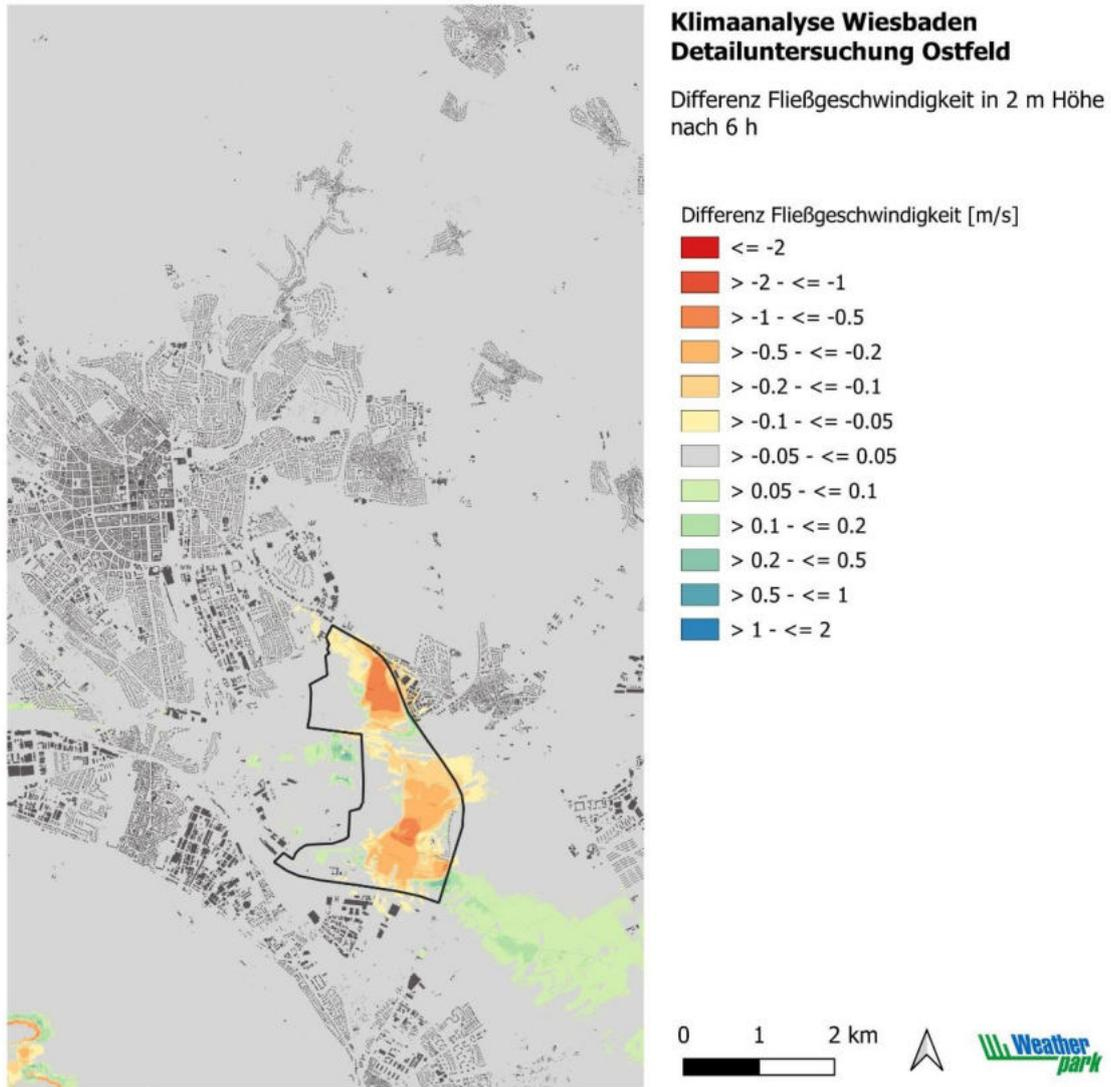 Klimaanalyse Wiesbaden
Detailuntersuchung Ostfeld
Differenz Fließgeschwindigkeit in 2 m Höhe
nach 6 h
Differenz Fließgeschwindigkeit [m/s]
<= -2
> -2 - <= -1
> -1 - <= -0.5
> -0.5 - <= -0.2
> -0.2 - <= -0.1
> -0.1 - <= -0.05
> -0.05 - <= 0.05
> 0.05 - <= 0.1
> 0.1 - <= 0.2
> 0.2 - <= 0.5
> 0.5 - <= 1
> 1 - <= 2
0 1 2 km
Weather
park